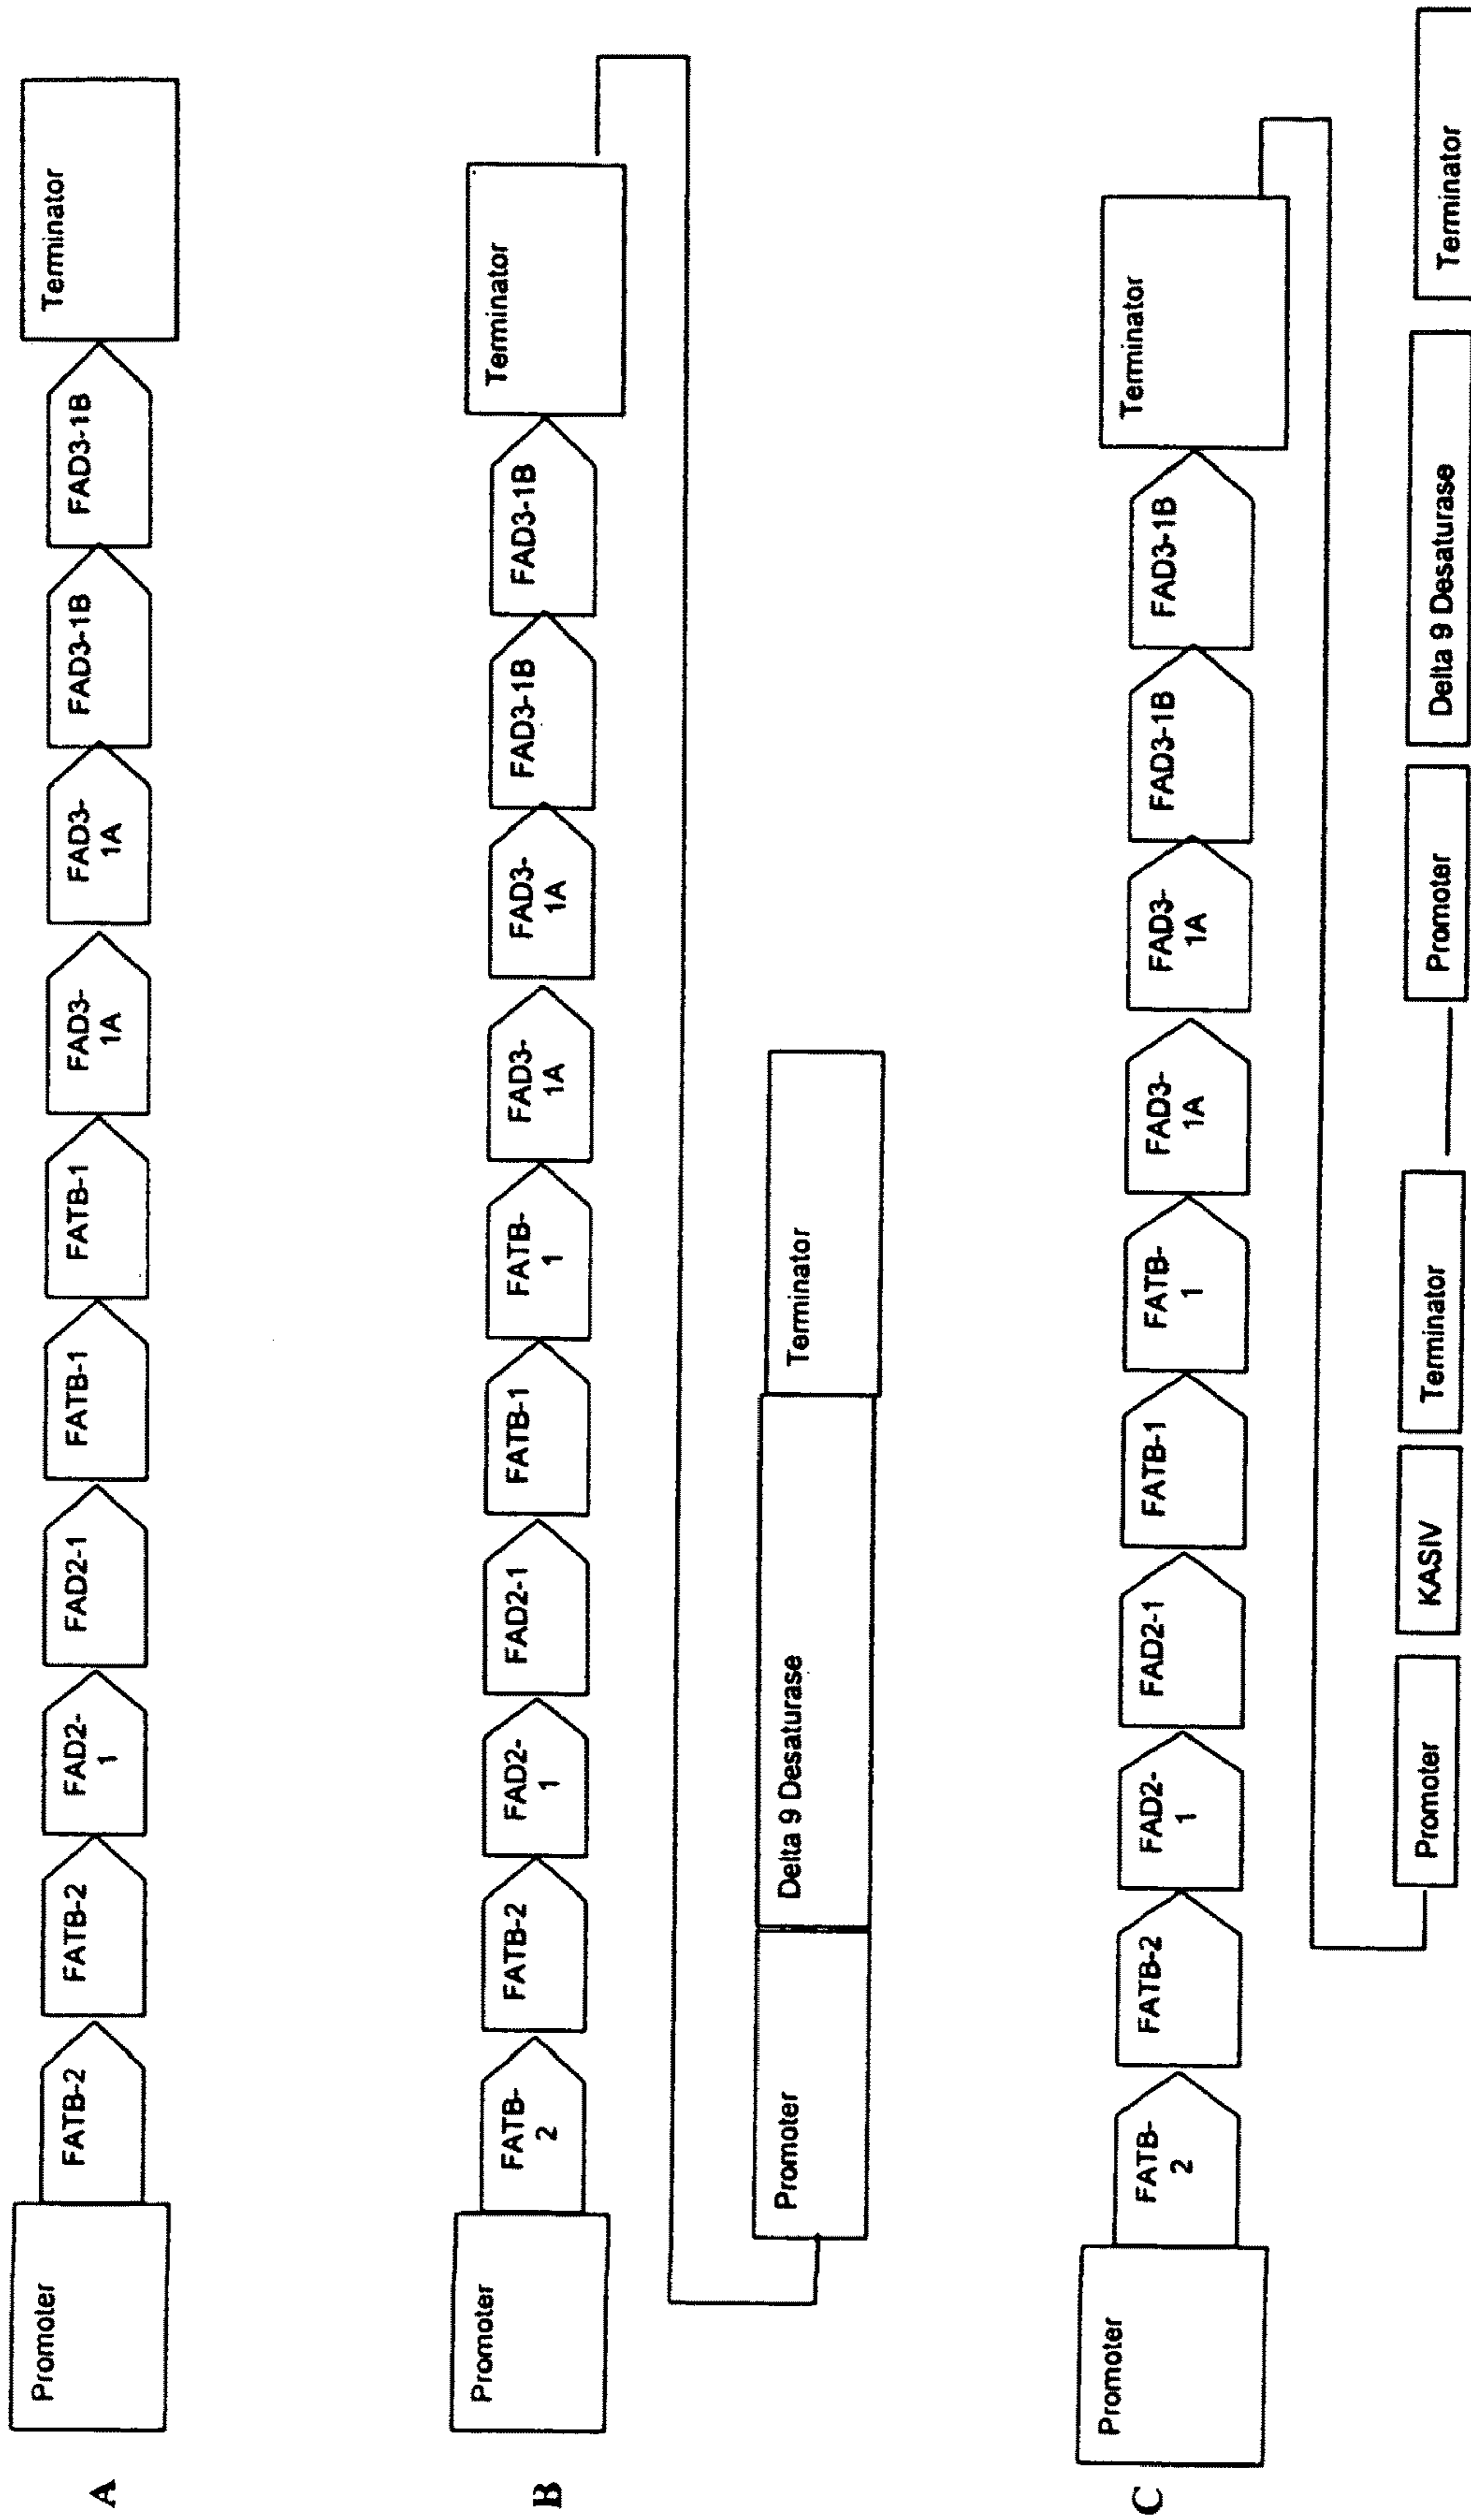 A
Promoter
FATB-2
FATB-2
FAD2-
1
FAD2-1
FATB-1
FATB-1
FAD3-
1A
FAD3-
1A
FAD3-1B
FAD3-1B
Terminator
B
Promoter
FATB-
2
FATB-2
FAD2-
1
FAD2-1
FATB-1
FATB-
1
FAD3-
1A
FAD3-
1A
FAD3-1B
FAD3-1B
Terminator
Promoter
Delta 9 Desaturase
Terminator
C
Promoter
FATB-
2
FATB-2
FAD2-
1
FAD2-1
FATB-1
FATB-
1
FAD3-
1A
FAD3-
1A
FAD3-1B
FAD3-1B
Terminator
Promoter
KASIV
Terminator
Promoter
Delta 9 Desaturase
Terminator